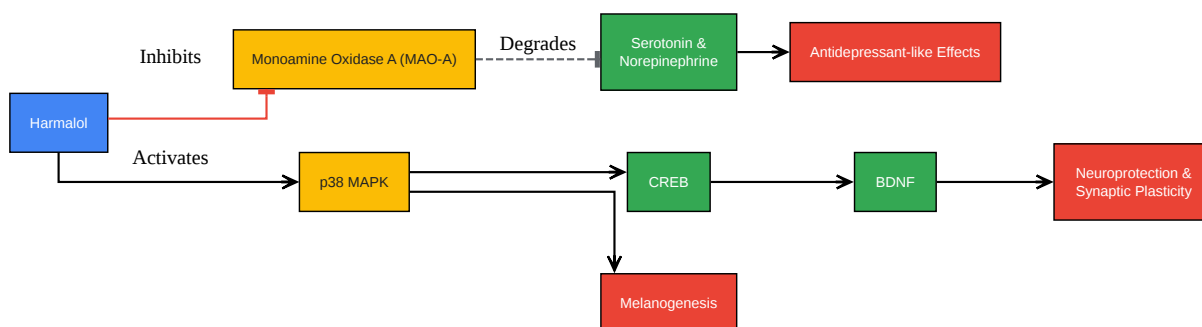 Inhibits
Monoamine Oxidase A (MAO-A)
Degrades
Serotonin &
Norepinephrine
Antidepressant-like Effects
Harmalol
Activates
p38 MAPK
CREB
BDNF
Neuroprotection &
Synaptic Plasticity
Melanogenesis